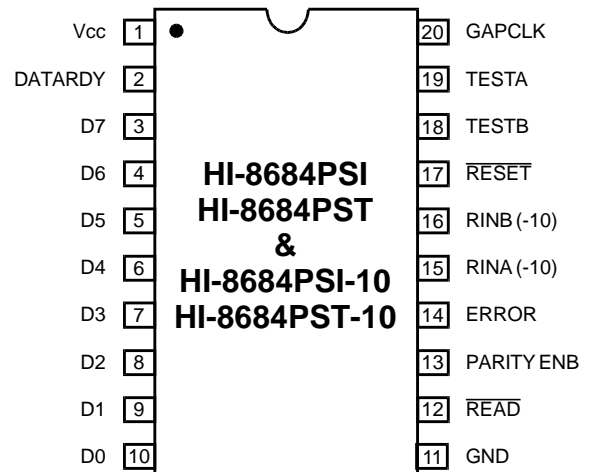 Vcc 1 20 GAPCLK
DATARDY 2 19 TESTA
D7 3 18 TESTB
D6 4 HI-8684PSI 17 R̅E̅S̅E̅T̅
HI-8684PST
D5 5 16 RINB (-10)
&
D4 6 HI-8684PSI-10 15 RINA (-10)
D3 7 HI-8684PST-10 14 ERROR
D2 8 13 PARITY ENB
D1 9 12 R̅E̅A̅D̅
D0 10 11 GND